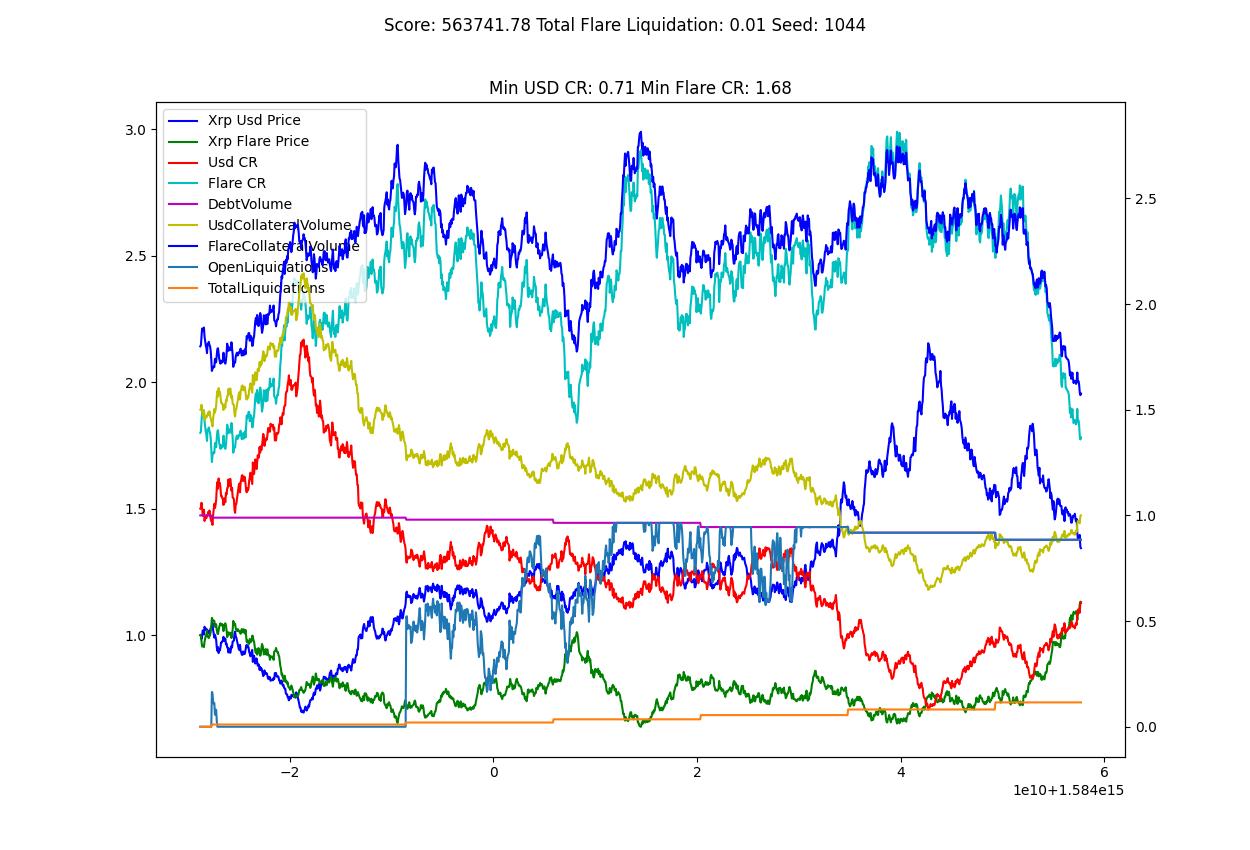 Score: 563741.78 Total Flare Liquidation: 0.01 Seed: 1044
Min USD CR: 0.71 Min Flare CR: 1.68
Xrp Usd Price
Xrp Flare Price
Usd CR
Flare CR
DebtVolume
UsdCollateralVolume
FlareCollateralVolume
OpenLiquidations
TotalLiquidations
3.0
2.5
2.0
1.5
1.0
2.5
2.0
1.5
1.0
0.5
0.0
−2
0
2
4
6
1e10+1.584e15